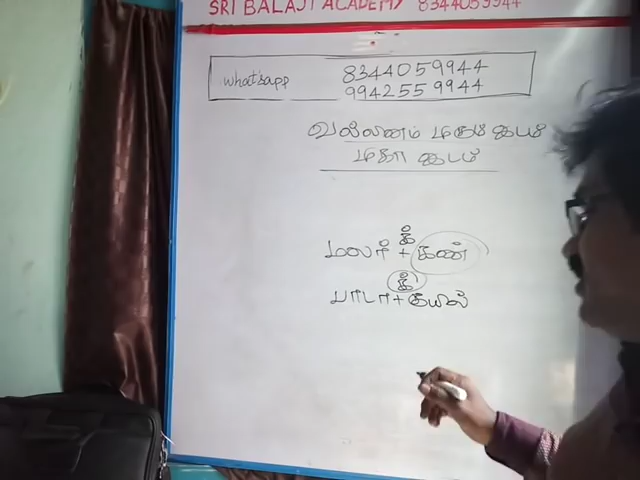 SRI BALAJI ACADEMY 8344059944
whatsapp 8344059944
9942559944
வல்லினம் மிகும் இடம்
மிகா இடம்
க்
மலர் + கண்
க்
பாடா + குயில்